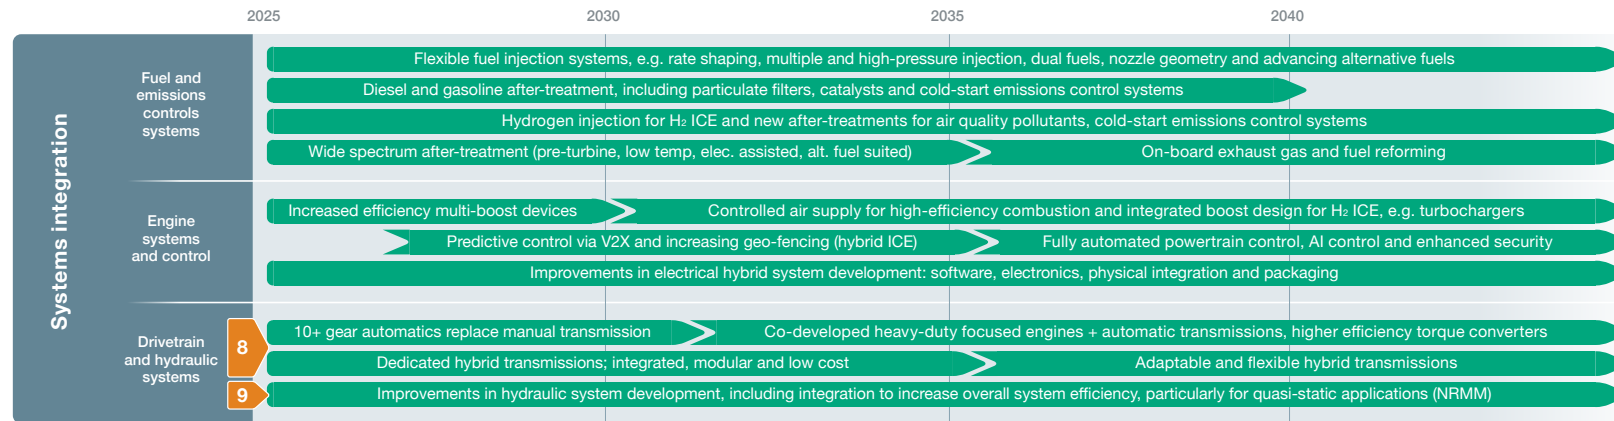 2025 2030 2035 2040
Systems integration
Fuel and
emissions
controls
systems
Flexible fuel injection systems, e.g. rate shaping, multiple and high-pressure injection, dual fuels, nozzle geometry and advancing alternative fuels
Diesel and gasoline after-treatment, including particulate filters, catalysts and cold-start emissions control systems
Hydrogen injection for H₂ ICE and new after-treatments for air quality pollutants, cold-start emissions control systems
Wide spectrum after-treatment (pre-turbine, low temp, elec. assisted, alt. fuel suited) On-board exhaust gas and fuel reforming
Engine
systems
and control
Increased efficiency multi-boost devices Controlled air supply for high-efficiency combustion and integrated boost design for H₂ ICE, e.g. turbochargers
Predictive control via V2X and increasing geo-fencing (hybrid ICE) Fully automated powertrain control, AI control and enhanced security
Improvements in electrical hybrid system development: software, electronics, physical integration and packaging
Drivetrain
and hydraulic
systems
8
10+ gear automatics replace manual transmission Co-developed heavy-duty focused engines + automatic transmissions, higher efficiency torque converters
Dedicated hybrid transmissions; integrated, modular and low cost Adaptable and flexible hybrid transmissions
9
Improvements in hydraulic system development, including integration to increase overall system efficiency, particularly for quasi-static applications (NRMM)